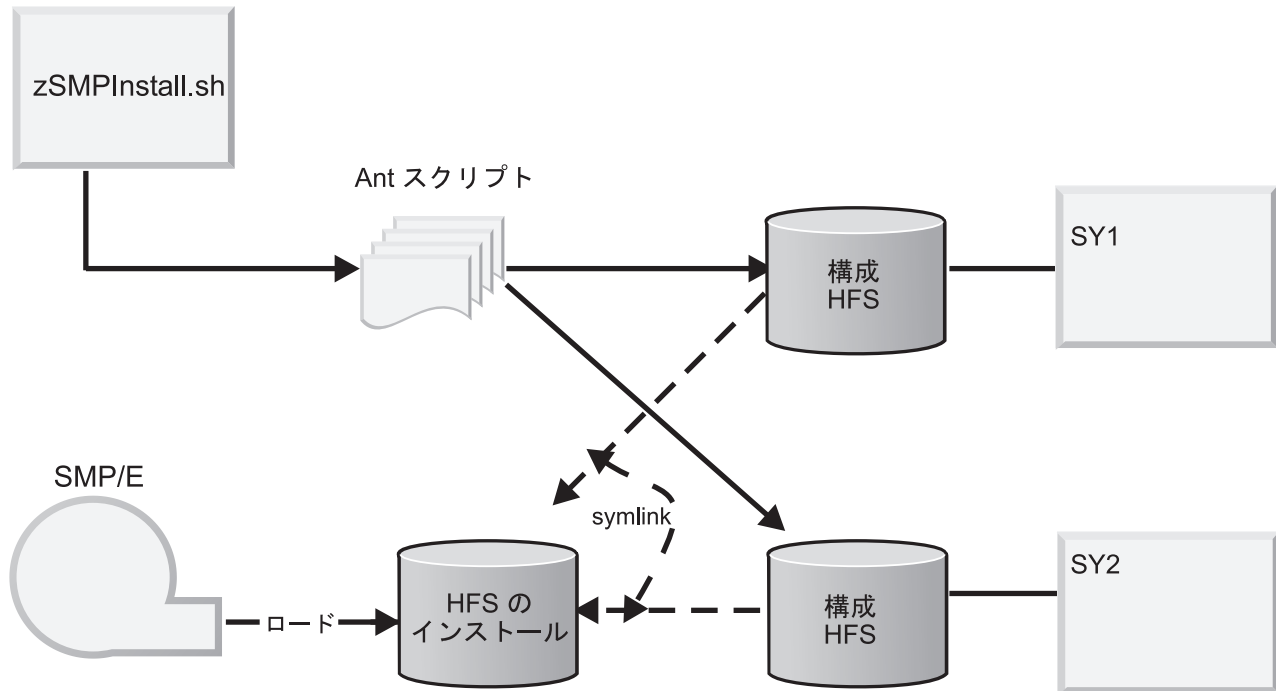 zSMPInstall.sh
Ant スクリプト
構成
HFS
SY1
SMP/E
symlink
HFS の
インストール
ロード
構成
HFS
SY2